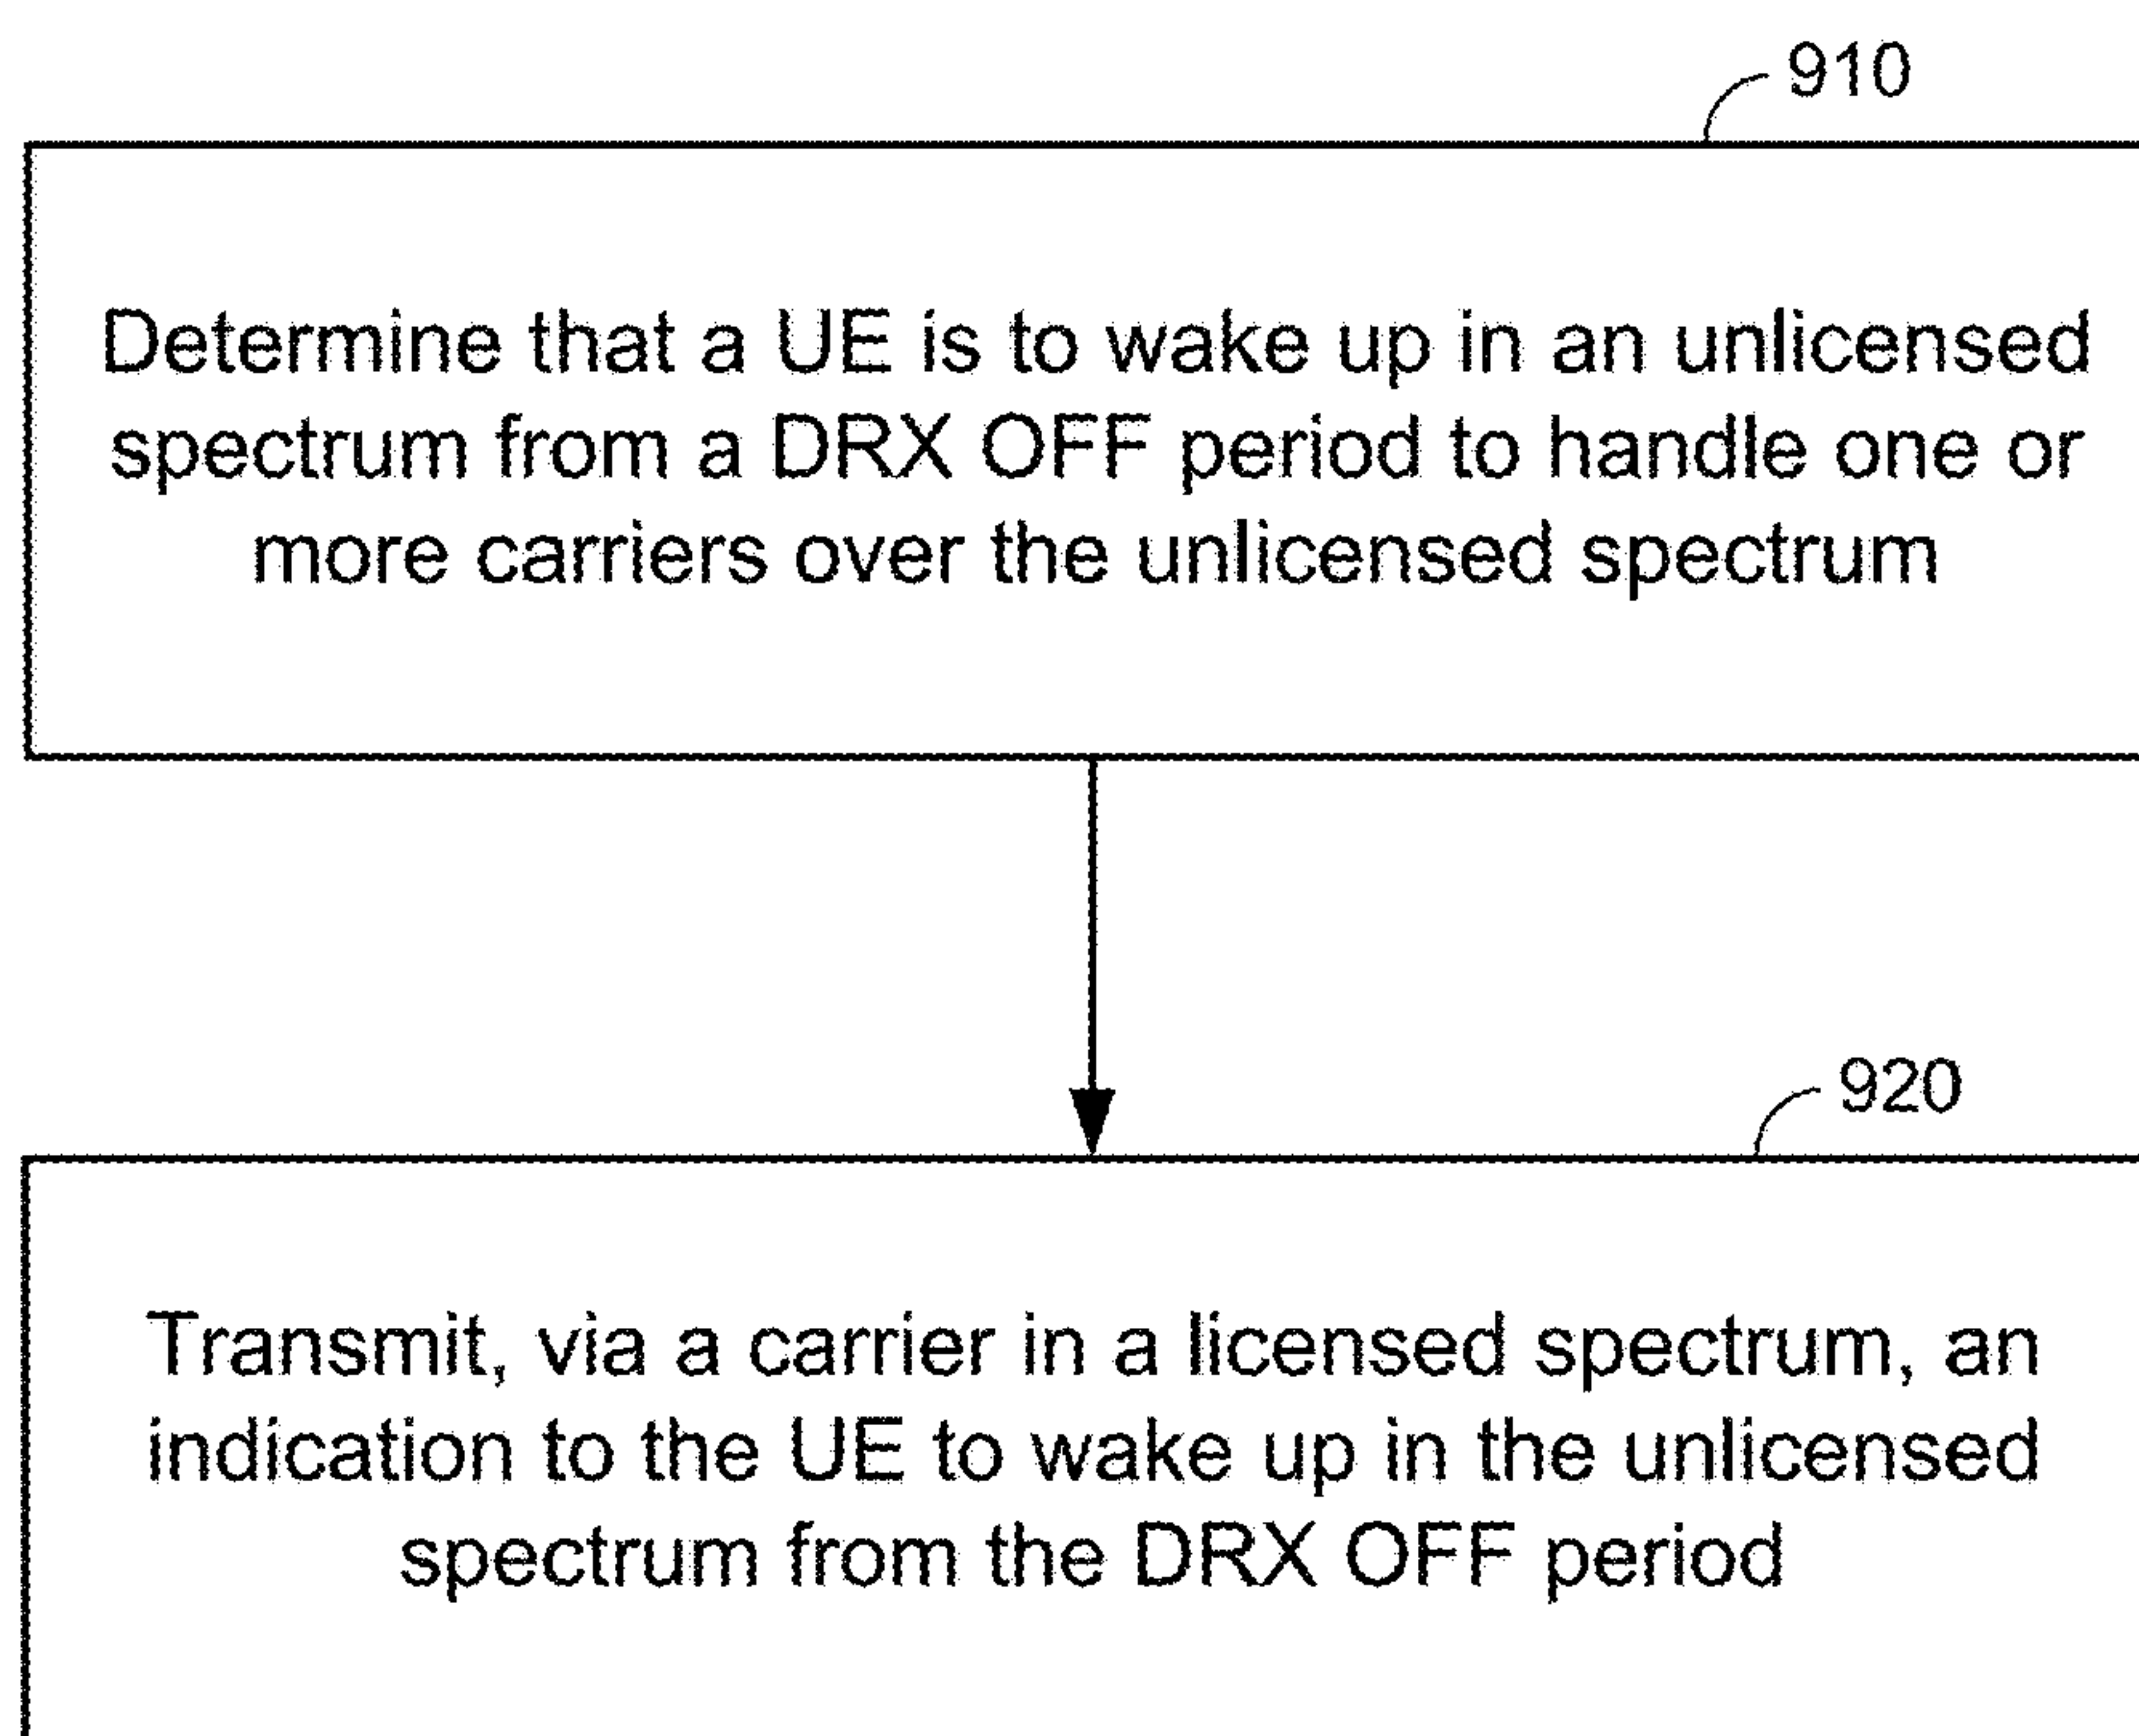 910
Determine that a UE is to wake up in an unlicensed
spectrum from a DRX OFF period to handle one or
more carriers over the unlicensed spectrum
920
Transmit, via a carrier in a licensed spectrum, an
indication to the UE to wake up in the unlicensed
spectrum from the DRX OFF period